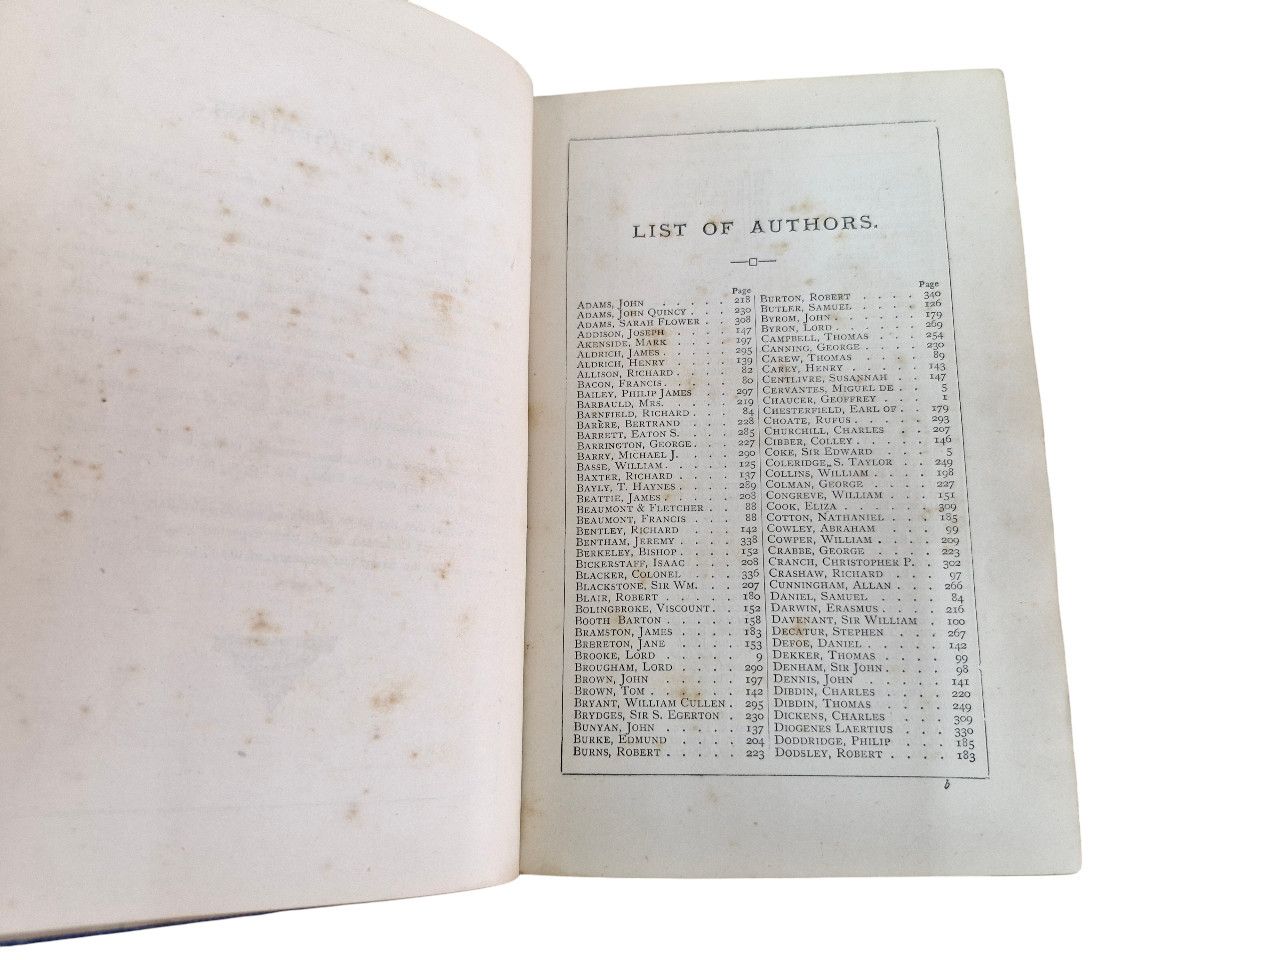 LIST OF AUTHORS.
Page
ADAMS, JOHN . . . . . 218
ADAMS, JOHN QUINCY . . . 230
ADAMS, SARAH FLOWER . . 308
ADDISON, JOSEPH . . . . 147
AKENSIDE, MARK . . . . 197
ALDRICH, JAMES . . . . . 295
ALDRICH, HENRY . . . . 139
ALLISON, RICHARD . . . . 82
BACON, FRANCIS . . . . . 80
BAILEY, PHILIP JAMES . . 297
BARBAULD, MRS. . . . . 219
BARNFIELD, RICHARD . . . 84
BARERE, BERTRAND . . . 228
BARRETT, EATON S. . . . 285
BARRINGTON, GEORGE . . . 227
BARRY, MICHAEL J. . . . 290
BASSE, WILLIAM . . . . . 125
BAXTER, RICHARD . . . . 137
BAYLY, T. HAYNES . . . . 289
BEATTIE, JAMES . . . . . 208
BEAUMONT & FLETCHER . . 88
BEAUMONT, FRANCIS . . . 88
BENTLEY, RICHARD . . . 142
BENTHAM, JEREMY . . . . 338
BERKELEY, BISHOP . . . . 152
BICKERSTAFF, ISAAC . . . 208
BLACKER, COLONEL . . . 336
BLACKSTONE, SIR WM. . . . 207
BLAIR, ROBERT . . . . . 180
BOLINGBROKE, VISCOUNT . . 152
BOOTH BARTON . . . . . 158
BRAMSTON, JAMES . . . . 183
BRERETON, JANE . . . . 153
BROOKE, LORD . . . . . 9
BROUGHAM, LORD . . . . 290
BROWN, JOHN . . . . . 197
BROWN, TOM . . . . . . 142
BRYANT, WILLIAM CULLEN . 295
BRYDGES, SIR S. EGERTON . 230
BUNYAN, JOHN . . . . . 137
BURKE, EDMUND . . . . 204
BURNS, ROBERT . . . . . 223
Page
BURTON, ROBERT . . . . 340
BUTLER, SAMUEL . . . . 126
BYROM, JOHN . . . . . 179
BYRON, LORD . . . . . 269
CAMPBELL, THOMAS . . . 254
CANNING, GEORGE . . . . 230
CAREW, THOMAS . . . . 89
CAREY, HENRY . . . . . 143
CENTLIVRE, SUSANNAH . . 147
CERVANTES, MIGUEL DE . . 5
CHAUCER, GEOFFREY . . . 1
CHESTERFIELD, EARL OF . . 179
CHOATE, RUFUS . . . . . 293
CHURCHILL, CHARLES . . 207
CIBBER, COLLEY . . . . . 146
COKE, SIR EDWARD . . . 5
COLERIDGE, S. TAYLOR . . 249
COLLINS, WILLIAM . . . . 198
COLMAN, GEORGE . . . . 227
CONGREVE, WILLIAM . . . 151
COOK, ELIZA . . . . . . 309
COTTON, NATHANIEL . . . 185
COWLEY, ABRAHAM . . . 99
COWPER, WILLIAM . . . . 209
CRABBE, GEORGE . . . . 223
CRANCH, CHRISTOPHER P. . . 302
CRASHAW, RICHARD . . . 97
CUNNINGHAM, ALLAN . . . 266
DANIEL, SAMUEL . . . . 84
DARWIN, ERASMUS . . . . 216
DAVENANT, SIR WILLIAM . 100
DECATUR, STEPHEN . . . 267
DEFOE, DANIEL . . . . . 142
DEKKER, THOMAS . . . . 99
DENHAM, SIR JOHN . . . . 98
DENNIS, JOHN . . . . . 141
DIBDIN, CHARLES . . . . 220
DIBDIN, THOMAS . . . . 249
DICKENS, CHARLES . . . 309
DIOGENES LAERTIUS . . . 330
DODDRIDGE, PHILIP . . . 185
DODSLEY, ROBERT . . . . 183
b